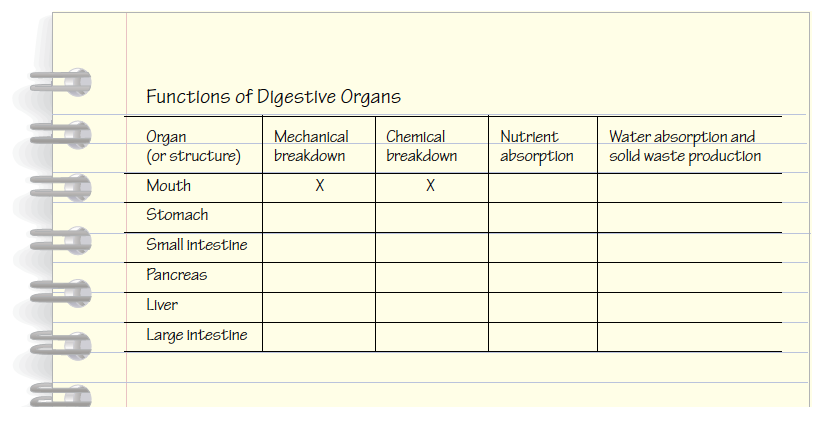 Functions of Digestive Organs
Organ (or structure) Mechanical breakdown Chemical breakdown Nutrient absorption Water absorption and solid waste production
Mouth X X
Stomach
Small intestine
Pancreas
Liver
Large intestine